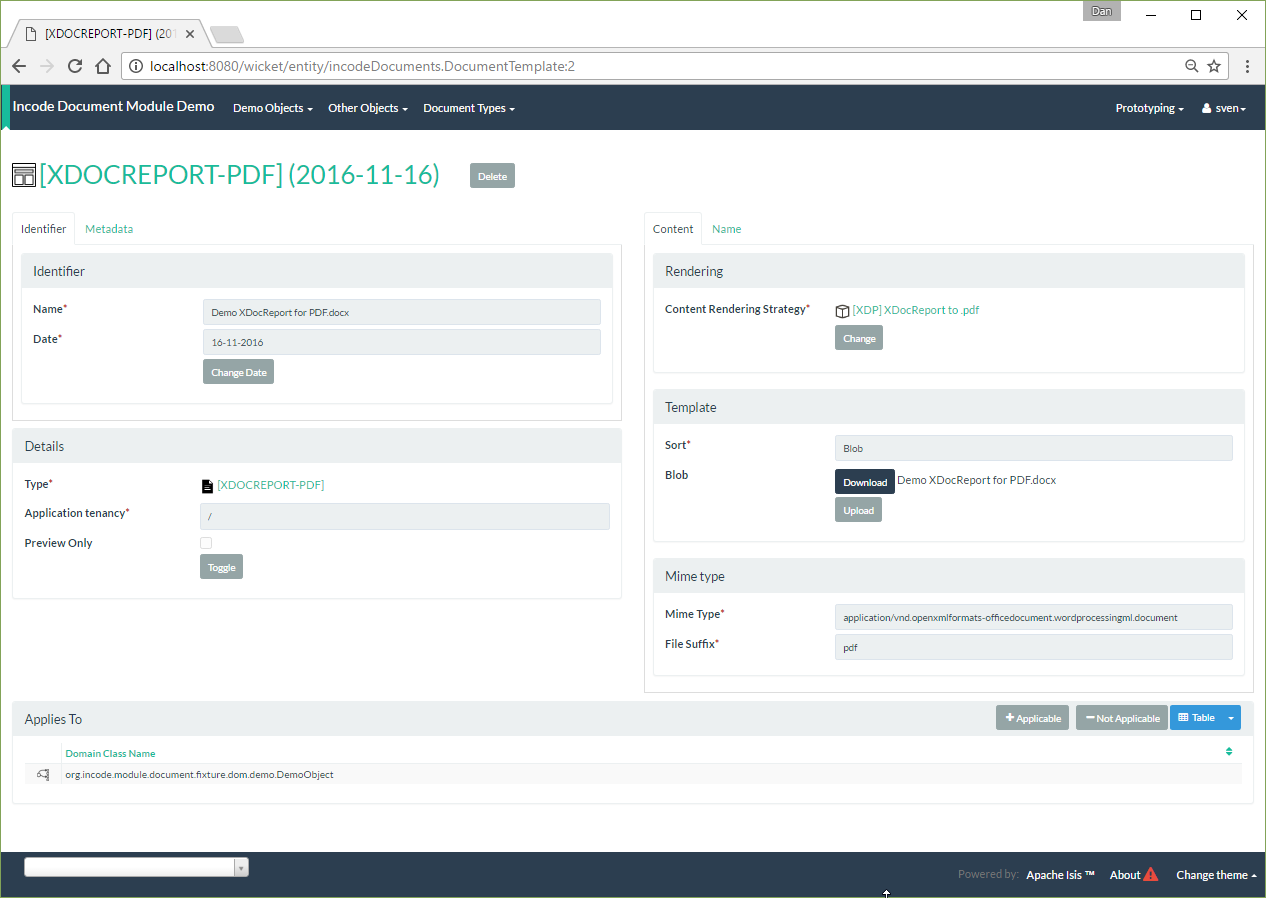 Dan
[XDOCREPORT-PDF] (201
localhost:8080/wicket/entity/incodeDocuments.DocumentTemplate:2
Incode Document Module Demo Demo Objects Other Objects Document Types Prototyping sven
[XDOCREPORT-PDF] (2016-11-16) Delete
Identifier Metadata
Identifier
Name* Demo XDocReport for PDF.docx
Date* 16-11-2016
Change Date
Details
Type* [XDOCREPORT-PDF]
Application tenancy* /
Preview Only
Toggle
Content Name
Rendering
Content Rendering Strategy* [XDP] XDocReport to .pdf
Change
Template
Sort* Blob
Blob Download Demo XDocReport for PDF.docx
Upload
Mime type
Mime Type* application/vnd.openxmlformats-officedocument.wordprocessingml.document
File Suffix* pdf
Applies To + Applicable − Not Applicable Table
Domain Class Name
org.incode.module.document.fixture.dom.demo.DemoObject
Powered by: Apache Isis ™ About Change theme